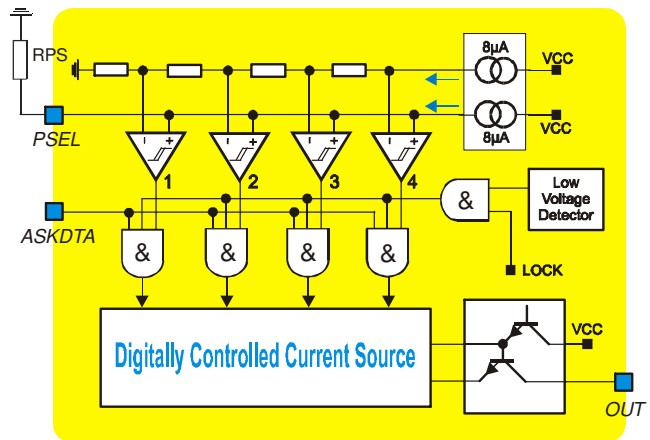 RPS
8µA
VCC
PSEL
- +
- +
- +
- +
8µA
VCC
1
2
3
4
ASKDTA
&
&
&
&
&
Low
Voltage
Detector
LOCK
Digitally Controlled Current Source
VCC
OUT